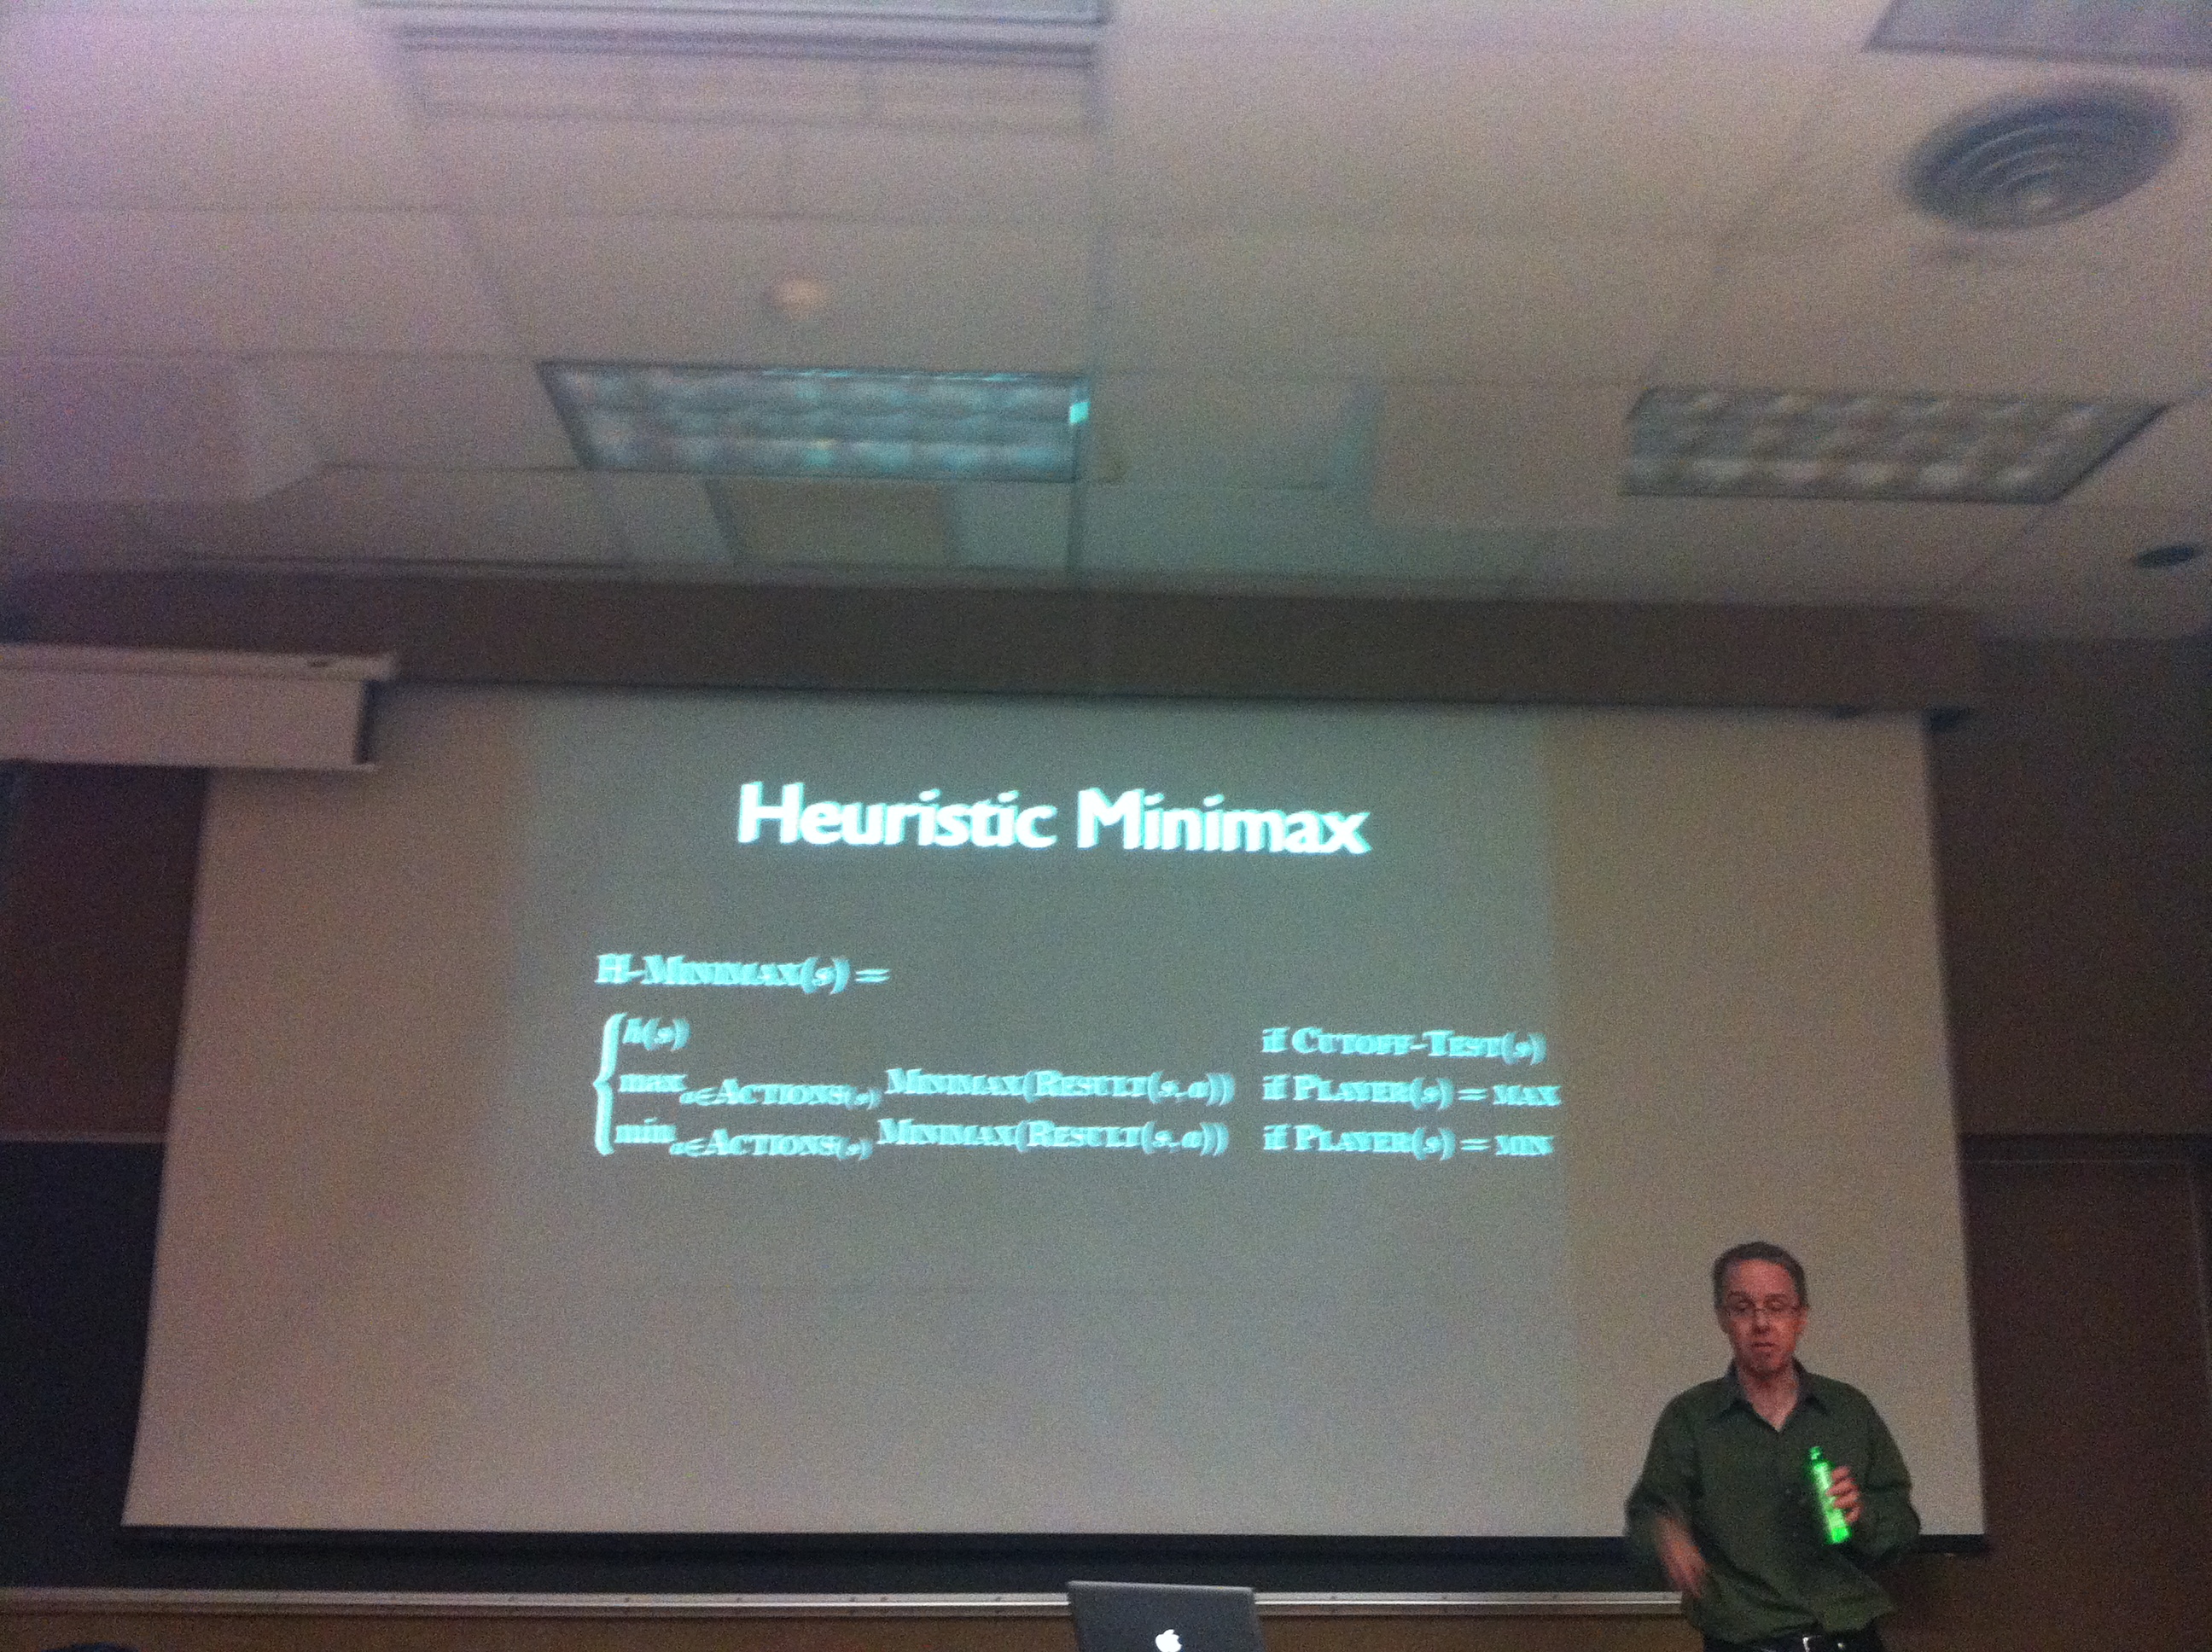 Heuristic Minimax
H-MINIMAX(s) =
h(s) if CUTOFF-TEST(s)
max a∈ACTIONS(s) MINIMAX(RESULT(s, a)) if PLAYER(s) = MAX
min a∈ACTIONS(s) MINIMAX(RESULT(s, a)) if PLAYER(s) = MIN